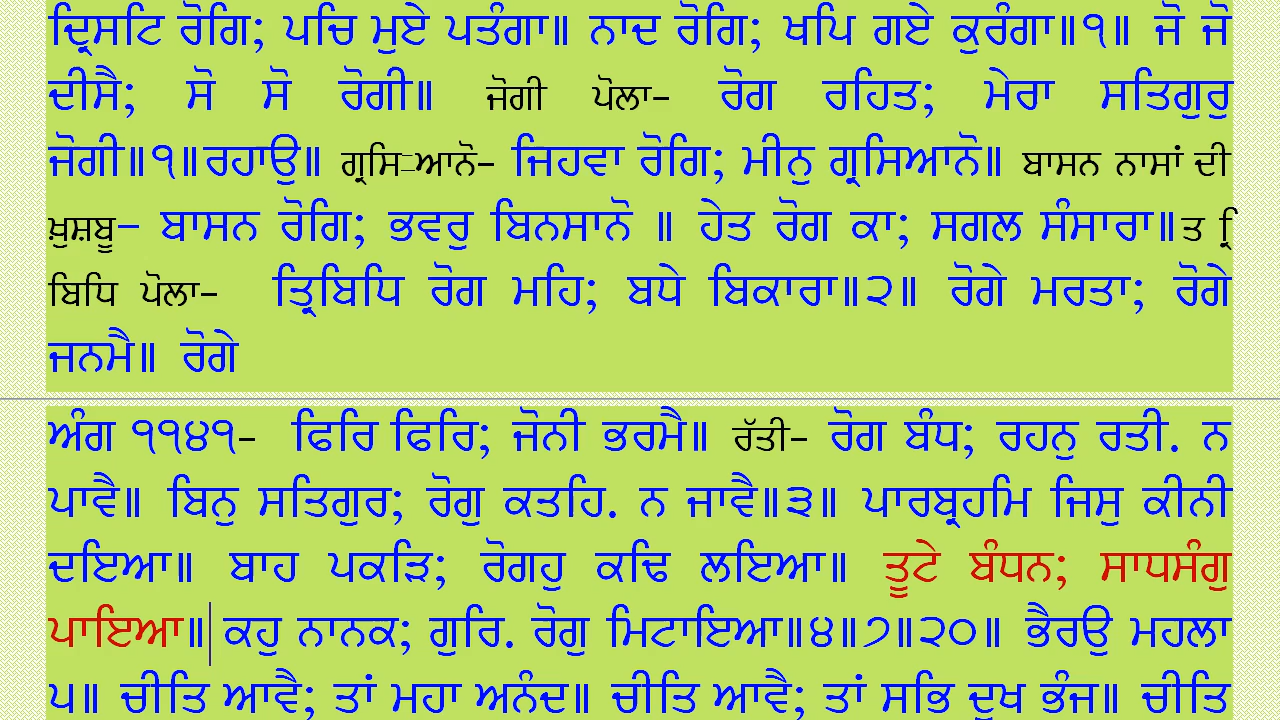 ਦ੍ਰਿਸਟਿ ਰੋਗਿ; ਪਚਿ ਮੁਏ ਪਤੰਗਾ॥ ਨਾਦ ਰੋਗਿ; ਖਪਿ ਗਏ ਕੁਰੰਗਾ॥੧॥ ਜੋ ਜੋ
ਦੀਸੈ; ਸੋ ਸੋ ਰੋਗੀ॥ ਜੋਗੀ ਪੋਲਾ– ਰੋਗ ਰਹਿਤ; ਮੇਰਾ ਸਤਿਗੁਰੁ
ਜੋਗੀ॥੧॥ਰਹਾਉ॥ ਗ੍ਰਸਿ-ਆਨੋ– ਜਿਹਵਾ ਰੋਗਿ; ਮੀਨੁ ਗ੍ਰਸਿਆਨੋ॥ ਬਾਸਨ ਨਾਸਾਂ ਦੀ
ਖ਼ੁਸ਼ਬੂ– ਬਾਸਨ ਰੋਗਿ; ਭਵਰੁ ਬਿਨਸਾਨੋ ॥ ਹੇਤ ਰੋਗ ਕਾ; ਸਗਲ ਸੰਸਾਰਾ॥ਤ ਤ੍ਰਿ
ਬਿਧਿ ਪੋਲਾ– ਤ੍ਰਿਬਿਧਿ ਰੋਗ ਮਹਿ; ਬਧੇ ਬਿਕਾਰਾ॥੨॥ ਰੋਗੇ ਮਰਤਾ; ਰੋਗੇ
ਜਨਮੈ॥ ਰੋਗੇ
ਅੰਗ ੧੧੪੧– ਫਿਰਿ ਫਿਰਿ; ਜੋਨੀ ਭਰਮੈ॥ ਰੱਤੀ– ਰੋਗ ਬੰਧ; ਰਹਨੁ ਰਤੀ. ਨ
ਪਾਵੈ॥ ਬਿਨੁ ਸਤਿਗੁਰ; ਰੋਗੁ ਕਤਹਿ. ਨ ਜਾਵੈ॥੩॥ ਪਾਰਬ੍ਰਹਮਿ ਜਿਸੁ ਕੀਨੀ
ਦਇਆ॥ ਬਾਹ ਪਕੜਿ; ਰੋਗਹੁ ਕਢਿ ਲਇਆ॥ ਤੂਟੇ ਬੰਧਨ; ਸਾਧਸੰਗੁ
ਪਾਇਆ॥ ਕਹੁ ਨਾਨਕ; ਗੁਰਿ. ਰੋਗੁ ਮਿਟਾਇਆ॥੪॥੭॥੨੦॥ ਭੈਰਉ ਮਹਲਾ
੫॥ ਚੀਤਿ ਆਵੈ; ਤਾਂ ਮਹਾ ਅਨੰਦ॥ ਚੀਤਿ ਆਵੈ; ਤਾਂ ਸਭਿ ਦੁਖ ਭੰਜ॥ ਚੀਤਿ